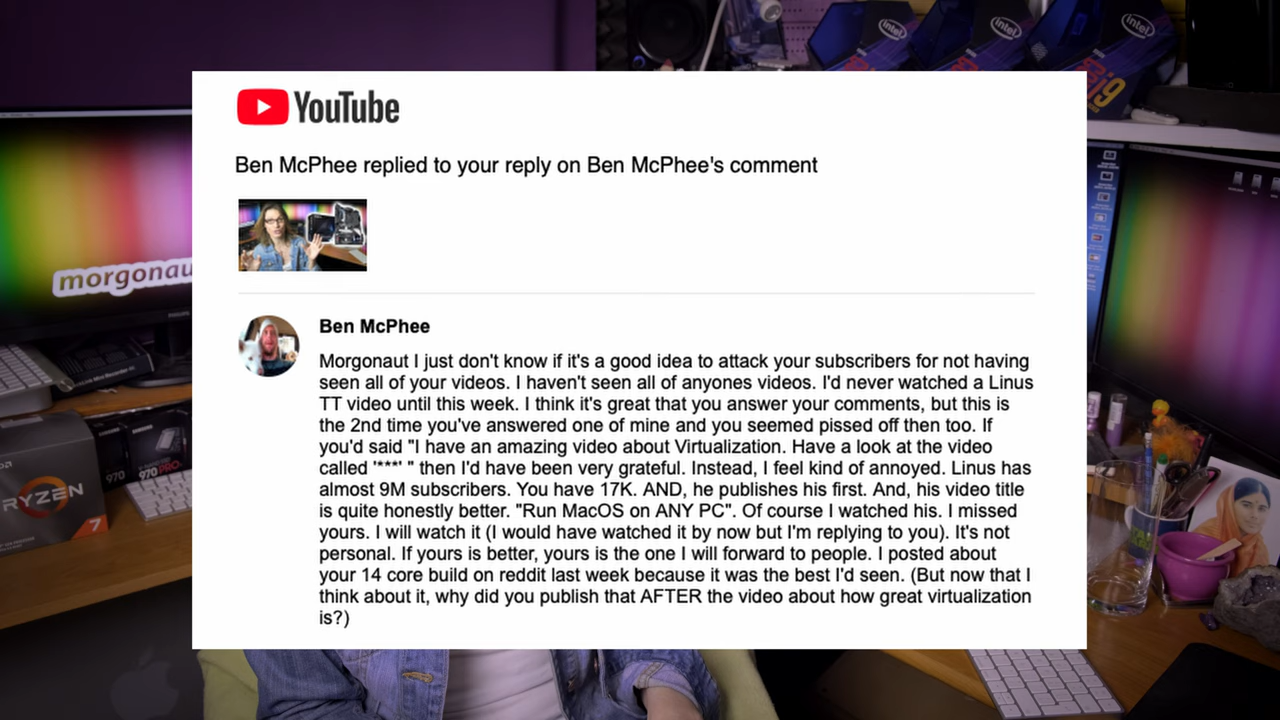 YouTube
Ben McPhee replied to your reply on Ben McPhee's comment
Ben McPhee
Morgonaut I just don't know if it's a good idea to attack your subscribers for not having
seen all of your videos. I haven't seen all of anyones videos. I'd never watched a Linus
TT video until this week. I think it's great that you answer your comments, but this is
the 2nd time you've answered one of mine and you seemed pissed off then too. If
you'd said "I have an amazing video about Virtualization. Have a look at the video
called '***' " then I'd have been very grateful. Instead, I feel kind of annoyed. Linus has
almost 9M subscribers. You have 17K. AND, he publishes his first. And, his video title
is quite honestly better. "Run MacOS on ANY PC". Of course I watched his. I missed
yours. I will watch it (I would have watched it by now but I'm replying to you). It's not
personal. If yours is better, yours is the one I will forward to people. I posted about
your 14 core build on reddit last week because it was the best I'd seen. (But now that I
think about it, why did you publish that AFTER the video about how great virtualization
is?)
intel
intel
intel
i9
morgonau
RYZEN
7
970
970 PRO